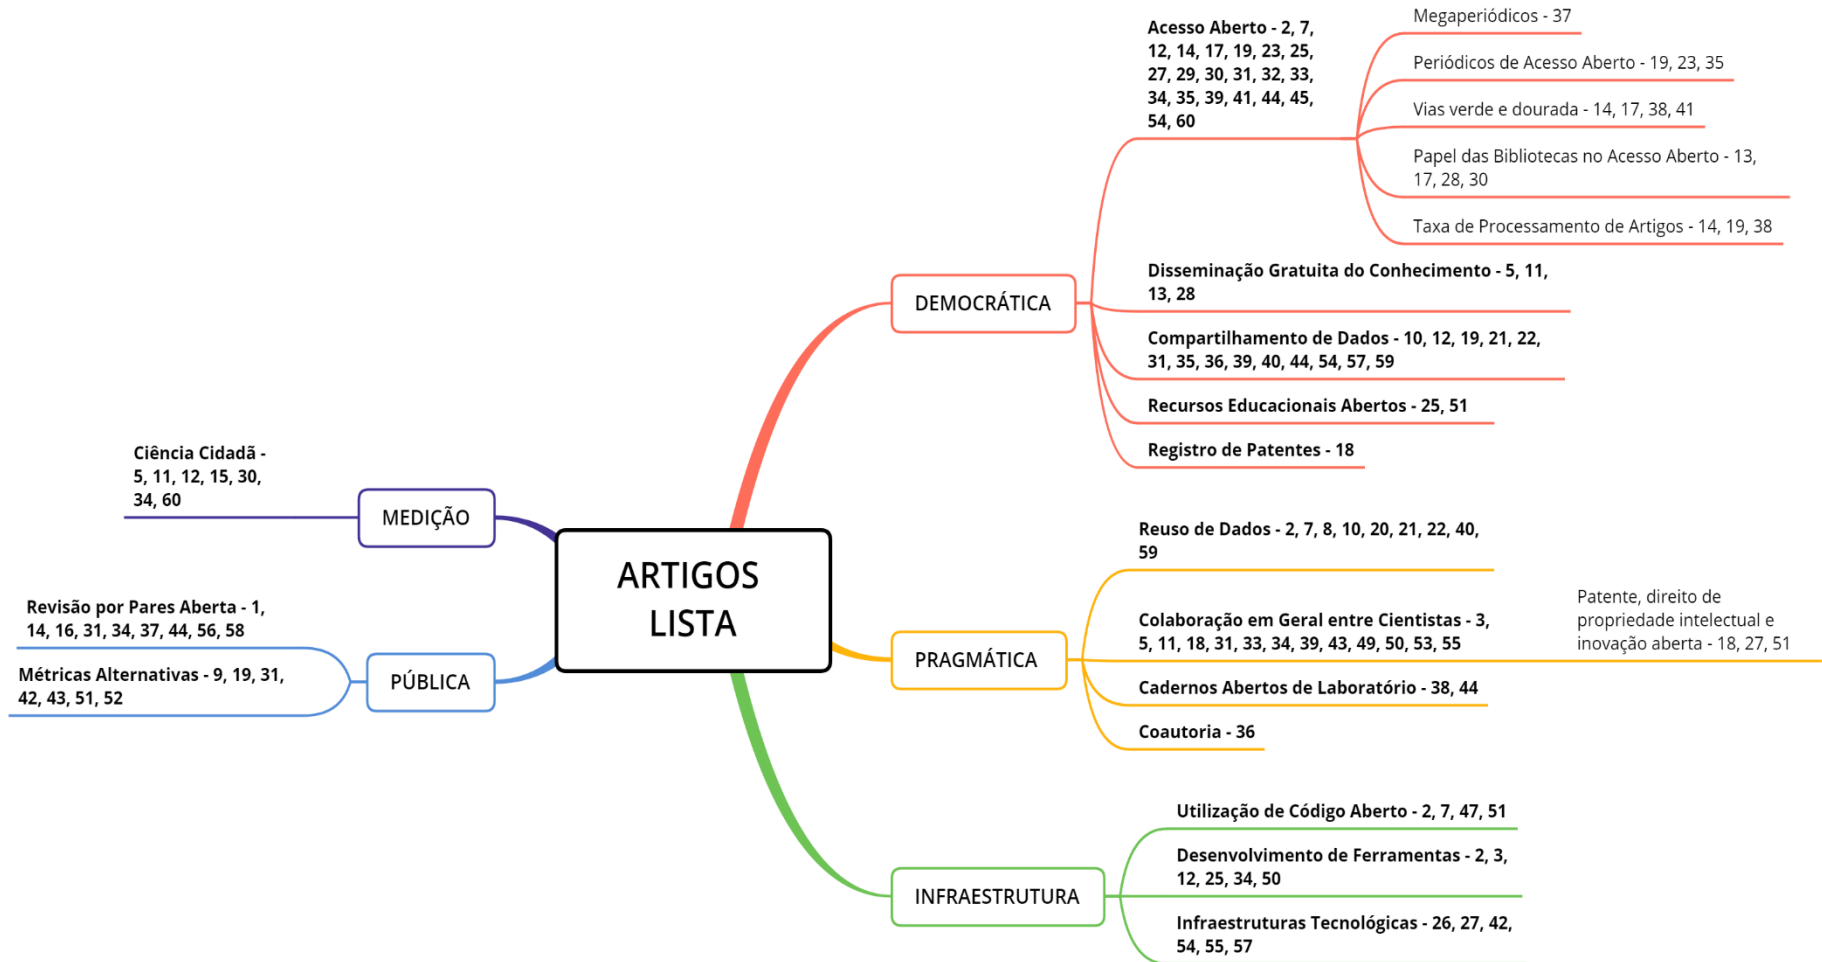 ARTIGOS
LISTA
DEMOCRÁTICA
Acesso Aberto - 2, 7,
12, 14, 17, 19, 23, 25,
27, 29, 30, 31, 32, 33,
34, 35, 39, 41, 44, 45,
54, 60
Megaperiódicos - 37
Periódicos de Acesso Aberto - 19, 23, 35
Vias verde e dourada - 14, 17, 38, 41
Papel das Bibliotecas no Acesso Aberto - 13,
17, 28, 30
Taxa de Processamento de Artigos - 14, 19, 38
Disseminação Gratuita do Conhecimento - 5, 11,
13, 28
Compartilhamento de Dados - 10, 12, 19, 21, 22,
31, 35, 36, 39, 40, 44, 54, 57, 59
Recursos Educacionais Abertos - 25, 51
Registro de Patentes - 18
PRAGMÁTICA
Reuso de Dados - 2, 7, 8, 10, 20, 21, 22, 40,
59
Colaboração em Geral entre Cientistas - 3,
5, 11, 18, 31, 33, 34, 39, 43, 49, 50, 53, 55
Patente, direito de
propriedade intelectual e
inovação aberta - 18, 27, 51
Cadernos Abertos de Laboratório - 38, 44
Coautoria - 36
INFRAESTRUTURA
Utilização de Código Aberto - 2, 7, 47, 51
Desenvolvimento de Ferramentas - 2, 3,
12, 25, 34, 50
Infraestruturas Tecnológicas - 26, 27, 42,
54, 55, 57
MEDIÇÃO
Ciência Cidadã -
5, 11, 12, 15, 30,
34, 60
PÚBLICA
Revisão por Pares Aberta - 1,
14, 16, 31, 34, 37, 44, 56, 58
Métricas Alternativas - 9, 19, 31,
42, 43, 51, 52